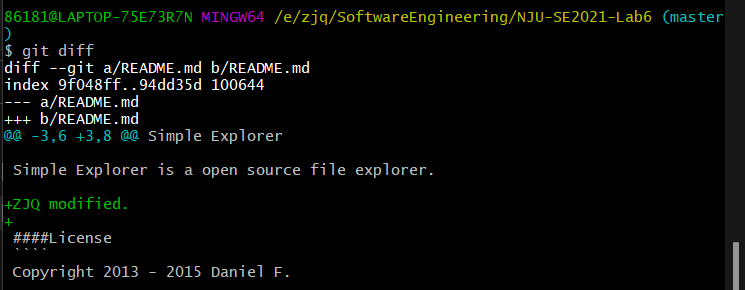 86181@LAPTOP-75E73R7N MINGW64 /e/zjq/SoftwareEngineering/NJU-SE2021-Lab6 (master
)
$ git diff
diff --git a/README.md b/README.md
index 9f048ff..94dd35d 100644
--- a/README.md
+++ b/README.md
@@ -3,6 +3,8 @@ Simple Explorer

 Simple Explorer is a open source file explorer.

+ZJQ modified.
+
 ####License
 ````
 Copyright 2013 - 2015 Daniel F.